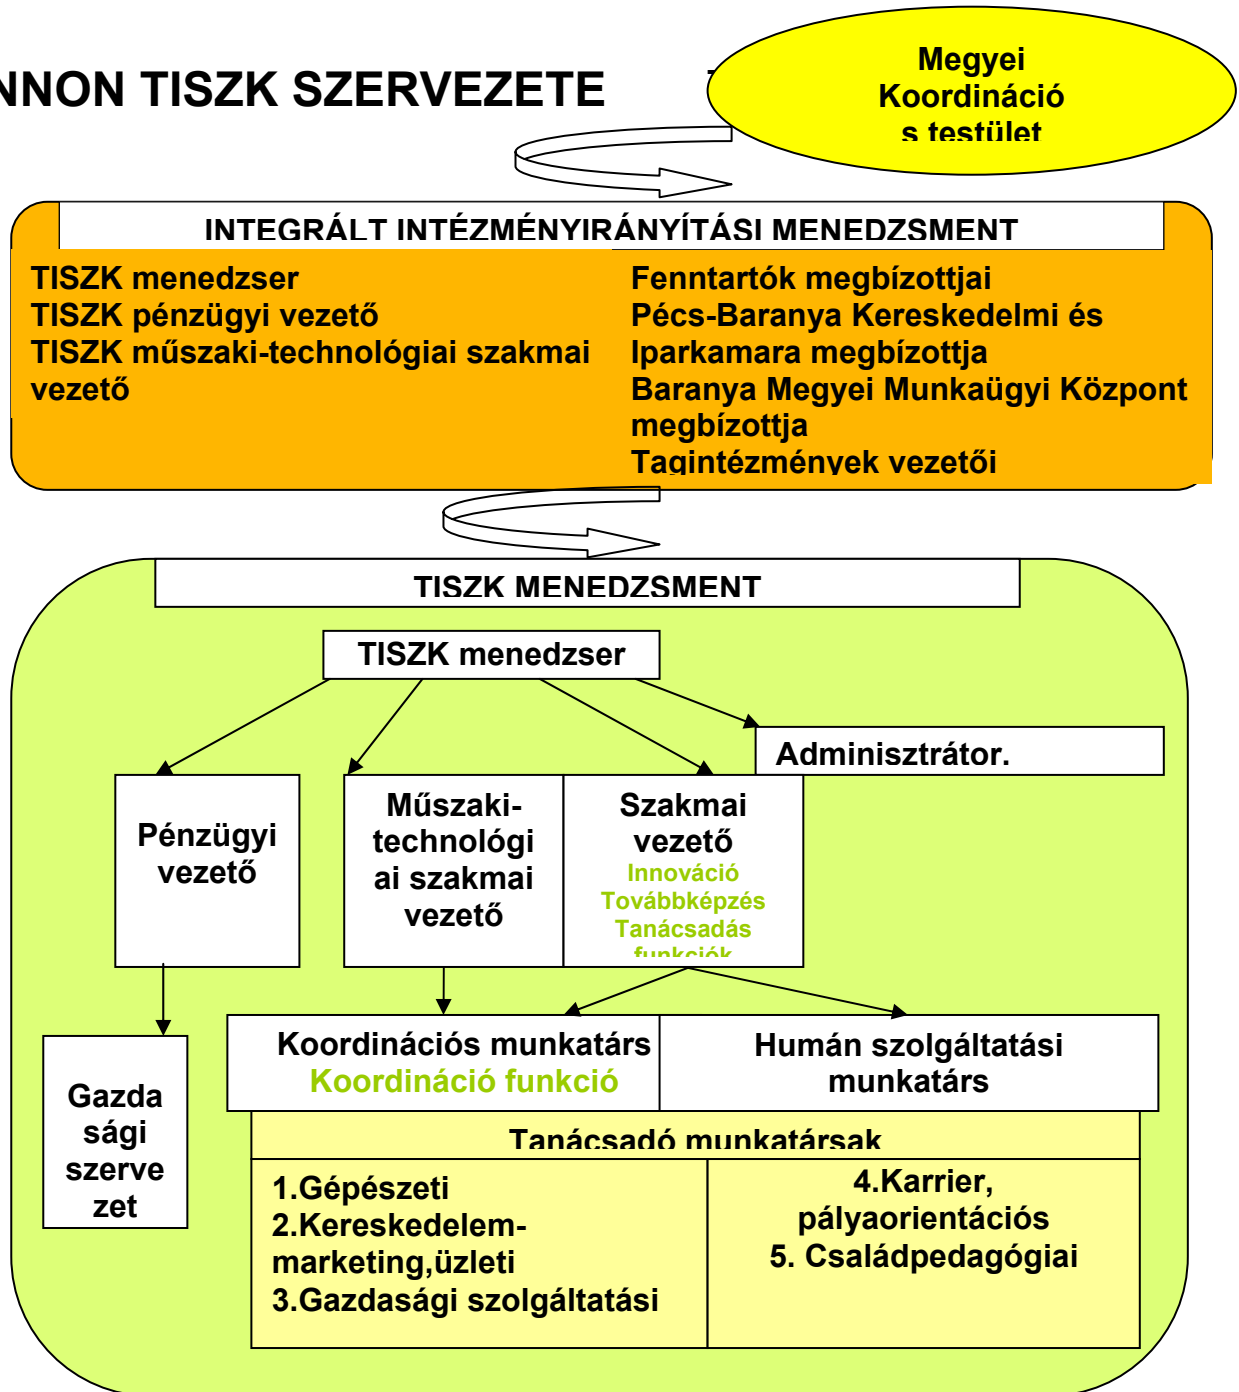 NNON TISZK SZERVEZETE
Megyei
Koordináció
s testület
INTEGRÁLT INTÉZMÉNYIRÁNYÍTÁSI MENEDZSMENT
TISZK menedzser
TISZK pénzügyi vezető
TISZK műszaki-technológiai szakmai
vezető
Fenntartók megbízottjai
Pécs-Baranya Kereskedelmi és
Iparkamara megbízottja
Baranya Megyei Munkaügyi Központ
megbízottja
Tagintézmények vezetői
TISZK MENEDZSMENT
TISZK menedzser
Adminisztrátor.
Pénzügyi
vezető
Műszaki-
technológi
ai szakmai
vezető
Szakmai
vezető
Innováció
Továbbképzés
Tanácsadás
funkciók
Gazda
sági
szerve
zet
Koordinációs munkatárs
Koordináció funkció
Humán szolgáltatási
munkatárs
Tanácsadó munkatársak
1.Gépészeti
2.Kereskedelem-
marketing,üzleti
3.Gazdasági szolgáltatási
4.Karrier,
pályaorientációs
5. Családpedagógiai